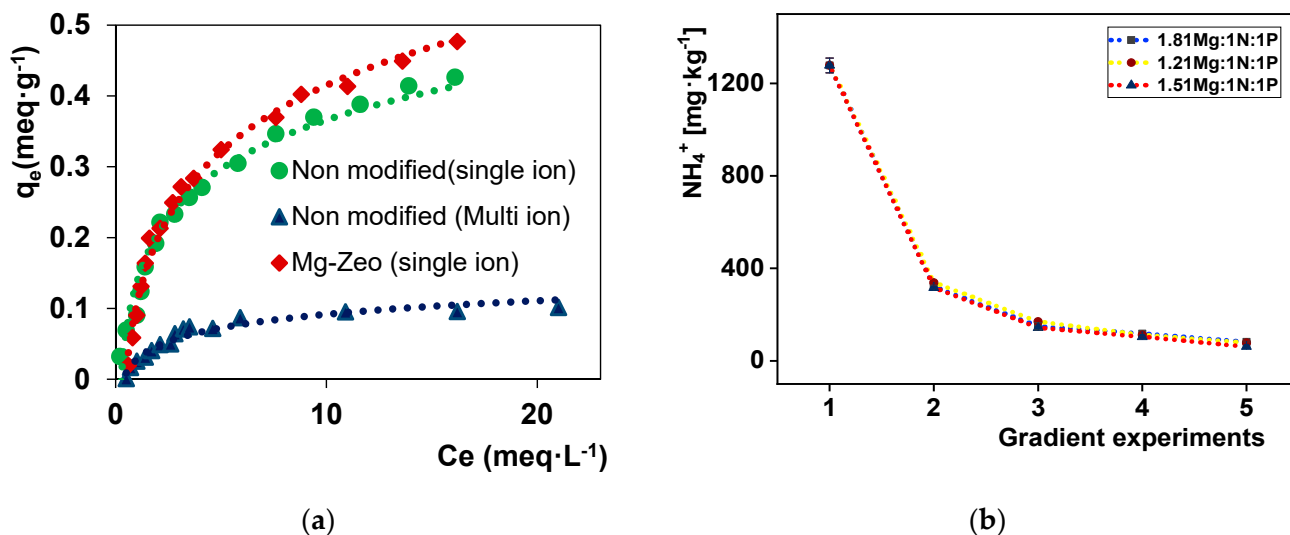 0.5
0.4
0.3
0.2
0.1
0
qe(meq·g-1)
Non modified(single ion)
Non modified (Multi ion)
Mg-Zeo (single ion)
0 10 20
Ce (meq·L-1)
(a)
1200
800
400
0
NH4+ [mg·kg-1]
1.81Mg:1N:1P
1.21Mg:1N:1P
1.51Mg:1N:1P
1 2 3 4 5
Gradient experiments
(b)